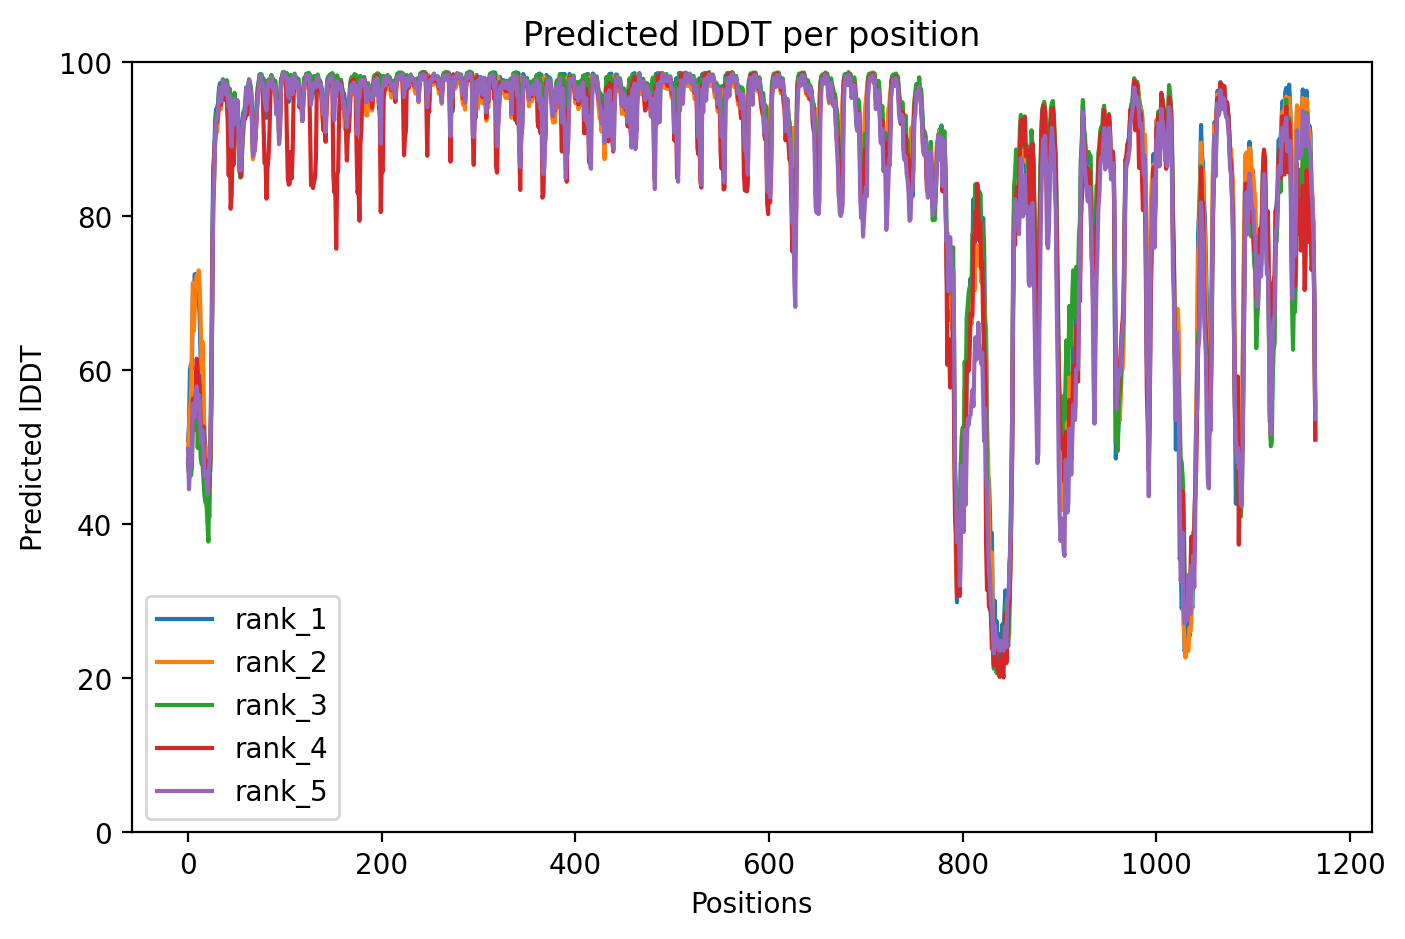 Predicted lDDT per position
100
80
60
40
20
0
Predicted lDDT
rank_1
rank_2
rank_3
rank_4
rank_5
0 200 400 600 800 1000 1200
Positions